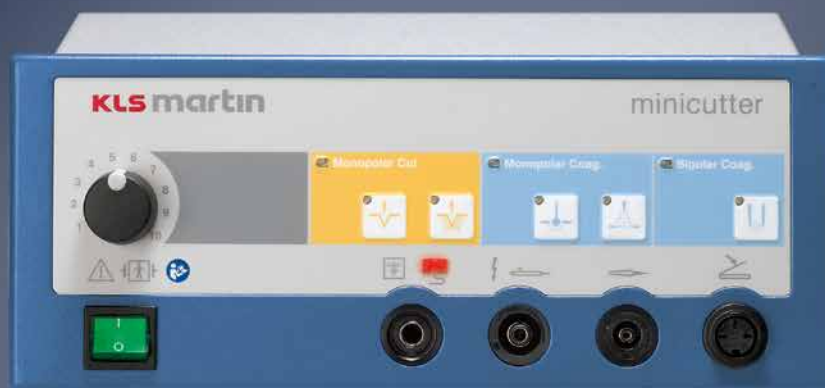 KLS martin
minicutter
Monopolar Cut
Monopolar Coag.
Bipolar Coag.
1
2
3
4
5
6
7
8
9
10
I
O